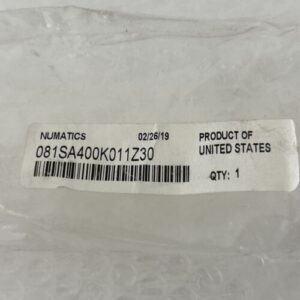 NUMATICS 02/26/19 PRODUCT OF
081SA400K011Z30 UNITED STATES
QTY: 1